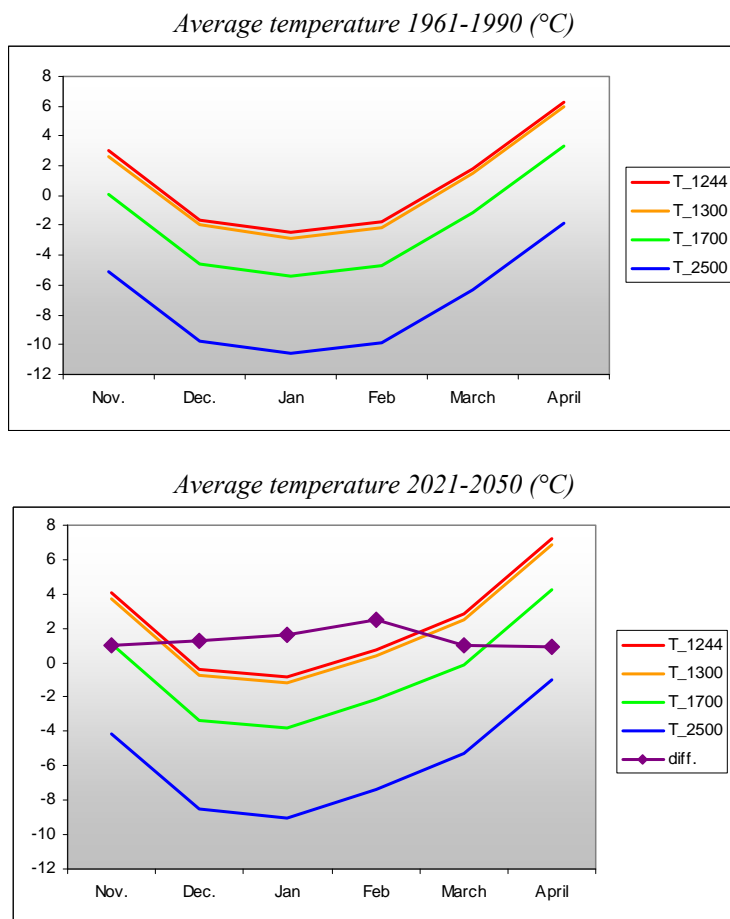 Average temperature 1961-1990 (°C)
8
6
4
2
0
-2
-4
-6
-8
-10
-12
Nov. Dec. Jan Feb March April
T_1244
T_1300
T_1700
T_2500
Average temperature 2021-2050 (°C)
8
6
4
2
0
-2
-4
-6
-8
-10
-12
Nov. Dec. Jan Feb March April
T_1244
T_1300
T_1700
T_2500
diff.